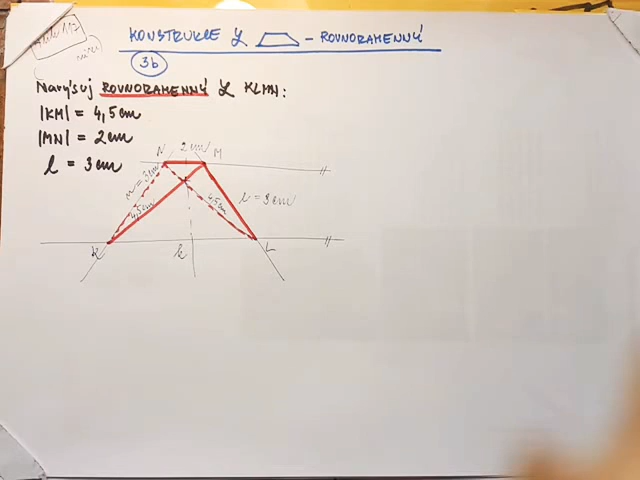 KONSTRUKCE L - ROVNORAMENNÝ
3b
Narýsuj ROVNORAMENNÝ L KLMN:
|KM| = 4,5 cm
|MN| = 2 cm
l = 3 cm
N 2 cm M
n = 3 cm
4,5 cm
4,5 cm
l = 3 cm
K k L